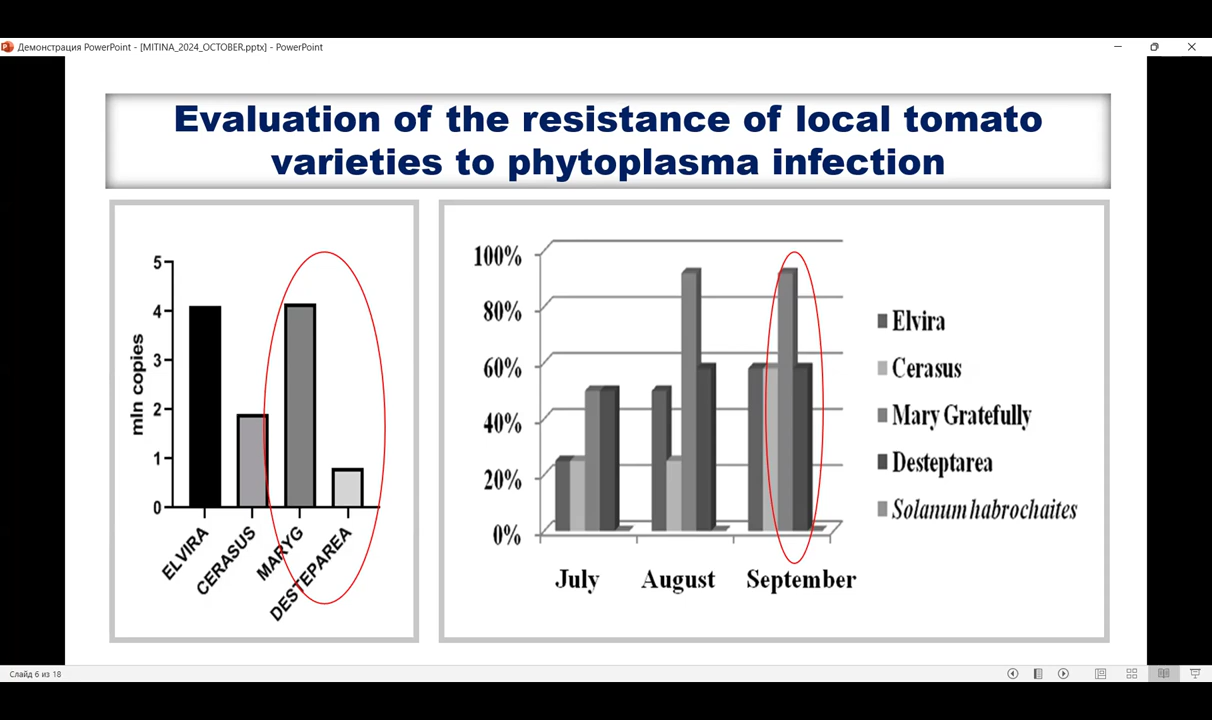 Демонстрация PowerPoint - [MITINA_2024_OCTOBER.pptx] - PowerPoint
Evaluation of the resistance of local tomato
varieties to phytoplasma infection
mln copies
5
4
3
2
1
0
ELVIRA
CERASUS
MARYG
DESTEPAREA
100%
80%
60%
40%
20%
0%
July
August
September
Elvira
Cerasus
Mary Gratefully
Desteptarea
Solanum habrochaites
Слайд 6 из 18